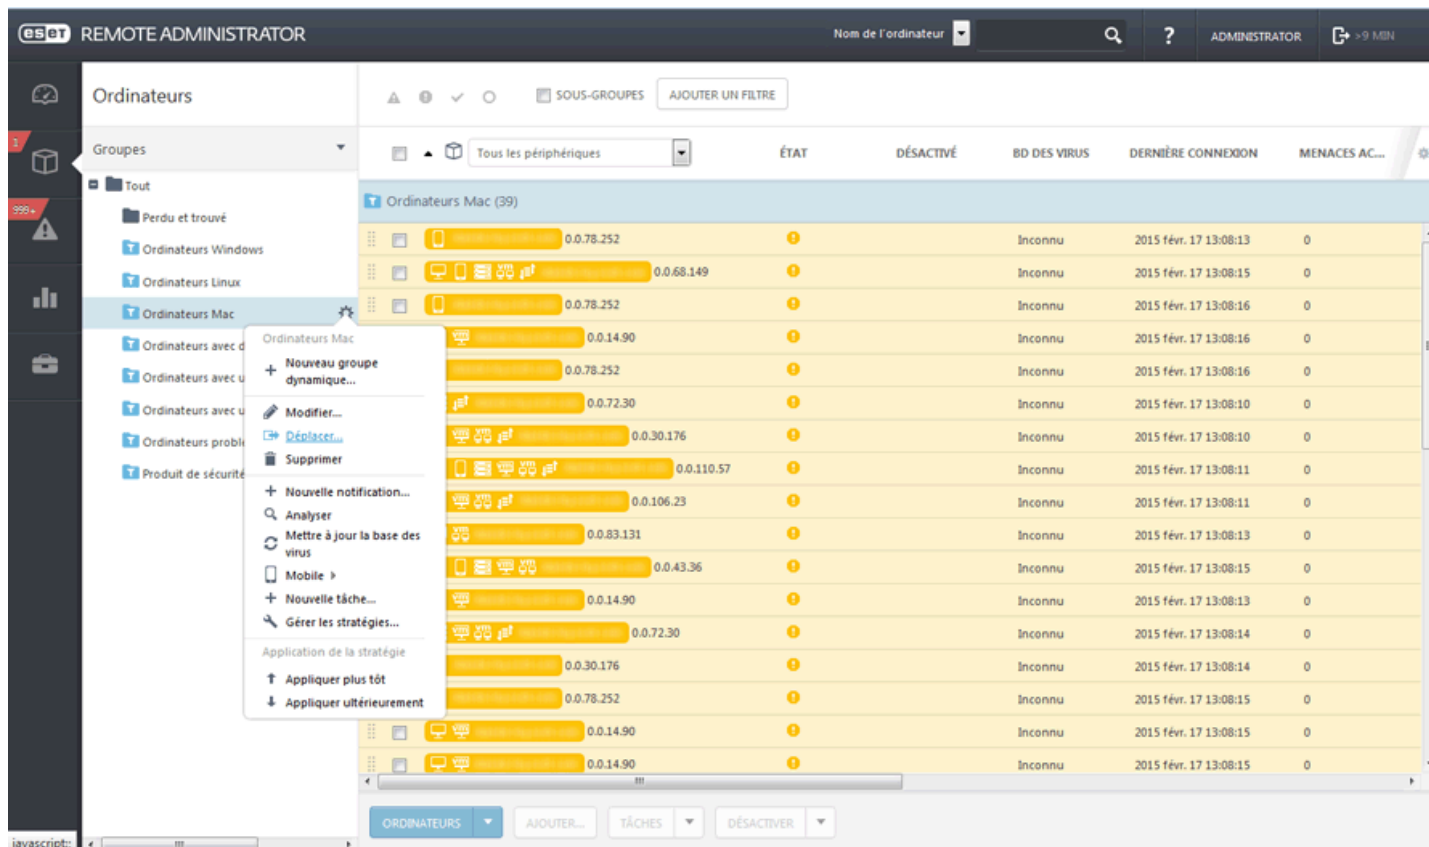 eset REMOTE ADMINISTRATOR Nom de l'ordinateur ? ADMINISTRATOR >9 MIN
Ordinateurs SOUS-GROUPES AJOUTER UN FILTRE
1
Groupes Tous les périphériques ÉTAT DÉSACTIVÉ BD DES VIRUS DERNIÈRE CONNEXION MENACES AC...
Tout
999+
Perdu et trouvé
Ordinateurs Windows
Ordinateurs Linux
Ordinateurs Mac
Ordinateurs avec d
Ordinateurs avec u
Ordinateurs avec u
Ordinateurs problè
Produit de sécurité
Ordinateurs Mac
Nouveau groupe
dynamique...
Modifier...
Déplacer...
Supprimer
Nouvelle notification...
Analyser
Mettre à jour la base des
virus
Mobile
Nouvelle tâche...
Gérer les stratégies...
Application de la stratégie
Appliquer plus tôt
Appliquer ultérieurement
Ordinateurs Mac (39)
0.0.78.252 Inconnu 2015 févr. 17 13:08:13 0
0.0.68.149 Inconnu 2015 févr. 17 13:08:15 0
0.0.78.252 Inconnu 2015 févr. 17 13:08:16 0
0.0.14.90 Inconnu 2015 févr. 17 13:08:16 0
0.0.78.252 Inconnu 2015 févr. 17 13:08:16 0
0.0.72.30 Inconnu 2015 févr. 17 13:08:10 0
0.0.30.176 Inconnu 2015 févr. 17 13:08:10 0
0.0.110.57 Inconnu 2015 févr. 17 13:08:11 0
0.0.106.23 Inconnu 2015 févr. 17 13:08:11 0
0.0.83.131 Inconnu 2015 févr. 17 13:08:13 0
0.0.43.36 Inconnu 2015 févr. 17 13:08:15 0
0.0.14.90 Inconnu 2015 févr. 17 13:08:13 0
0.0.72.30 Inconnu 2015 févr. 17 13:08:14 0
0.0.30.176 Inconnu 2015 févr. 17 13:08:14 0
0.0.78.252 Inconnu 2015 févr. 17 13:08:15 0
0.0.14.90 Inconnu 2015 févr. 17 13:08:15 0
0.0.14.90 Inconnu 2015 févr. 17 13:08:15 0
ORDINATEURS AJOUTER... TÂCHES DÉSACTIVER
javascript:;